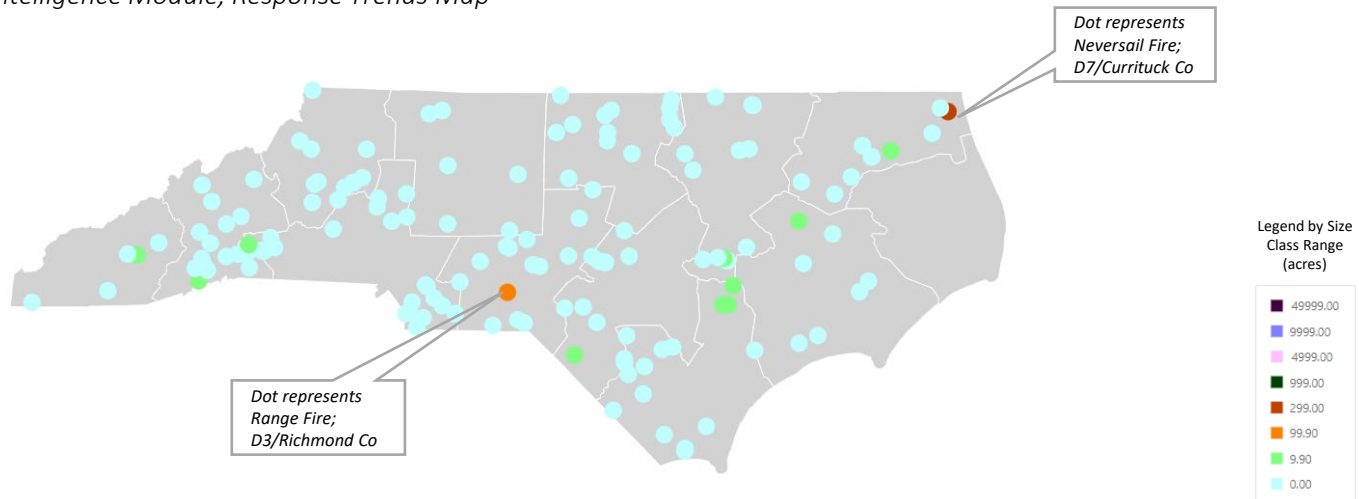 ntelligence Module, Response Trends Map
Dot represents
Neversail Fire;
D7/Currituck Co
Dot represents
Range Fire;
D3/Richmond Co
Legend by Size
Class Range
(acres)
49999.00
9999.00
4999.00
999.00
299.00
99.90
9.90
0.00